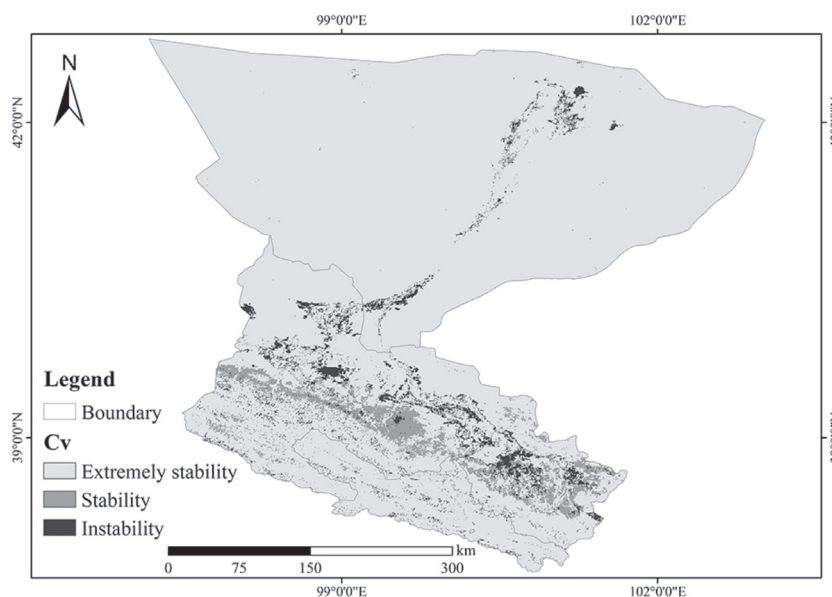 99°0'0"E 102°0'0"E
N
42°0'0"N
Legend
Boundary
Cv
39°0'0"N
Extremely stability
Stability
Instability
km
0 75 150 300
99°0'0"E 102°0'0"E